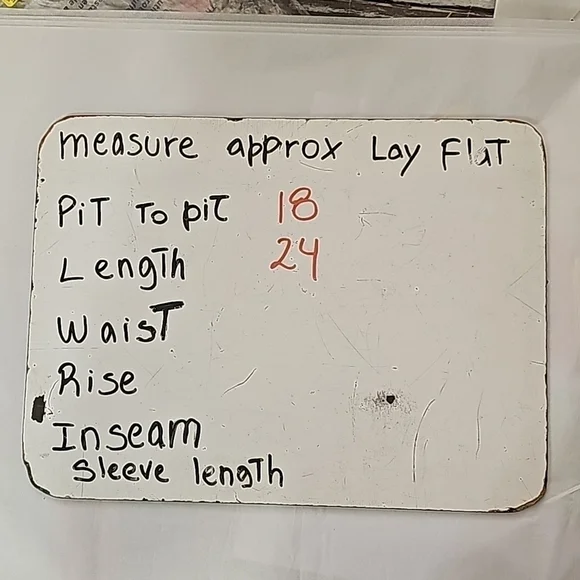 measure approx Lay FlaT
PiT To piT 18
Length 24
WaisT
Rise
Inseam
sleeve length